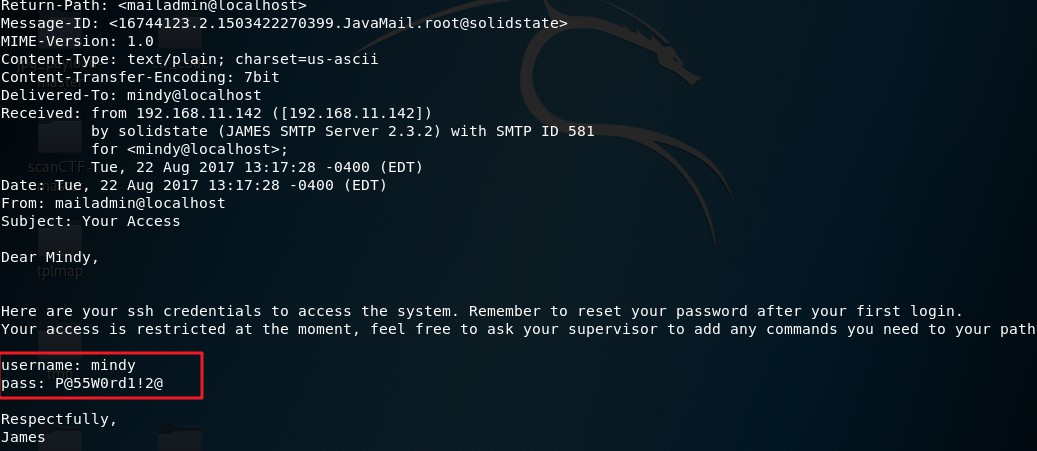 Return-Path: <mailadmin@localhost>
Message-ID: <16744123.2.1503422270399.JavaMail.root@solidstate>
MIME-Version: 1.0
Content-Type: text/plain; charset=us-ascii
Content-Transfer-Encoding: 7bit
Delivered-To: mindy@localhost
Received: from 192.168.11.142 ([192.168.11.142])
by solidstate (JAMES SMTP Server 2.3.2) with SMTP ID 581
for <mindy@localhost>;
scanCTF-
Tue, 22 Aug 2017 13:17:28 -0400 (EDT)
Date: Tue, 22 Aug 2017 13:17:28 -0400 (EDT)
From: mailadmin@localhost
Subject: Your Access
Dear Mindy,
tplmap
Here are your ssh credentials to access the system. Remember to reset your password after your first login.
Your access is restricted at the moment, feel free to ask your supervisor to add any commands you need to your path
username: mindy
pass: P@55W0rd1!2@
Respectfully,
James